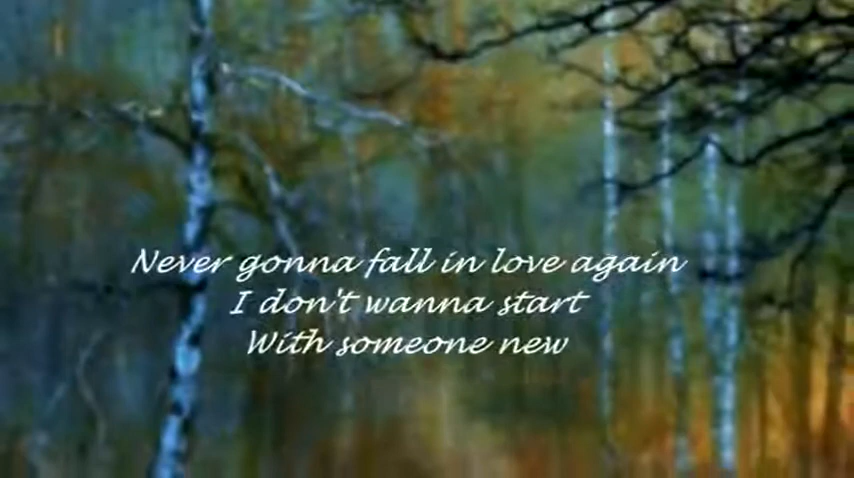 Never gonna fall in love again
I don't wanna start
With someone new